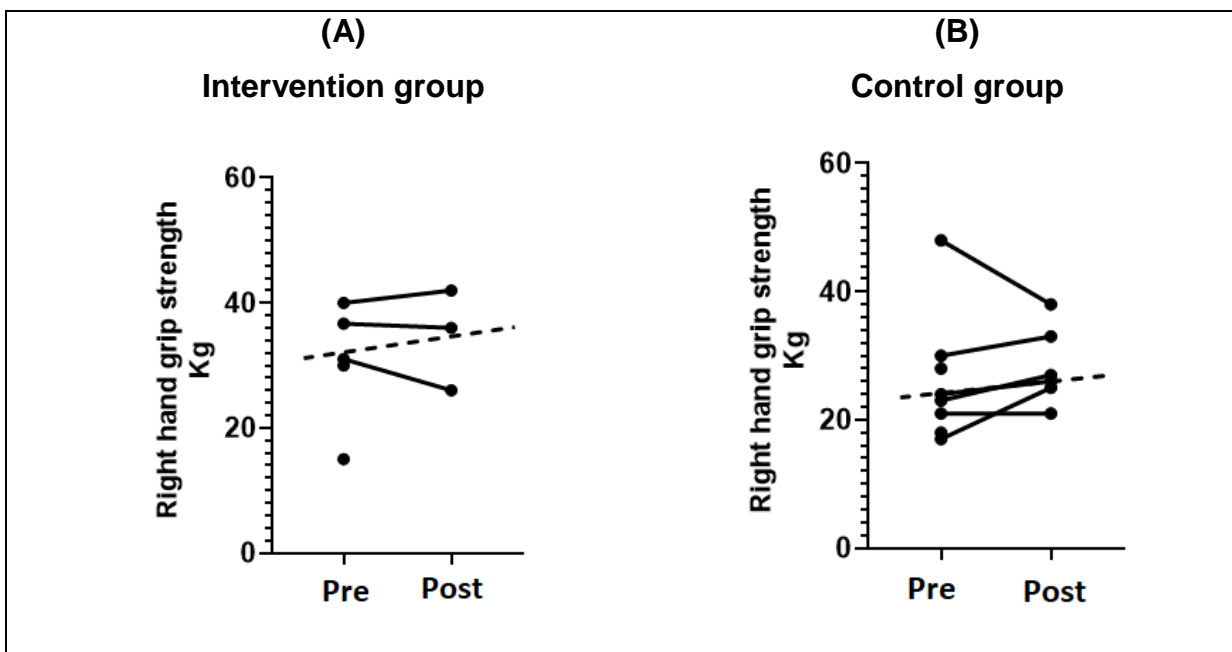 (A)
Intervention group
Right hand grip strength
Kg
60
40
20
0
Pre
Post
(B)
Control group
Right hand grip strength
Kg
60
40
20
0
Pre
Post